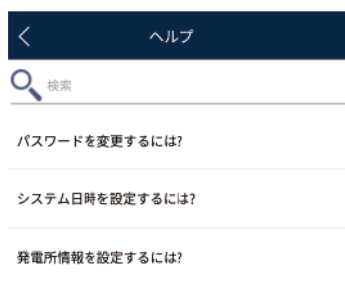 ヘルプ
検索
パスワードを変更するには?
システム日時を設定するには?
発電所情報を設定するには?